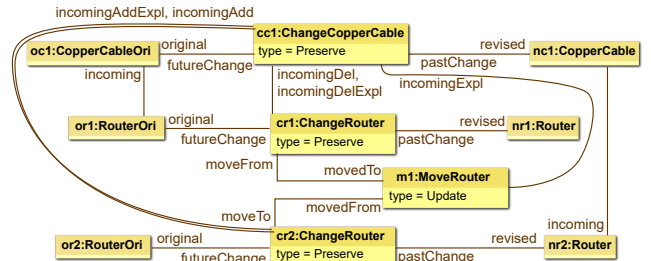 incomingAddExpl, incomingAdd
cc1:ChangeCopperCable
type = Preserve
oc1:CopperCableOri
original
futureChange
revised
pastChange
nc1:CopperCable
incoming
incomingDel,
incomingDelExpl
incomingExpl
or1:RouterOri
original
futureChange
cr1:ChangeRouter
type = Preserve
revised
pastChange
nr1:Router
moveFrom
movedTo
m1:MoveRouter
type = Update
moveTo
movedFrom
or2:RouterOri
original
futureChange
cr2:ChangeRouter
type = Preserve
revised
pastChange
incoming
nr2:Router